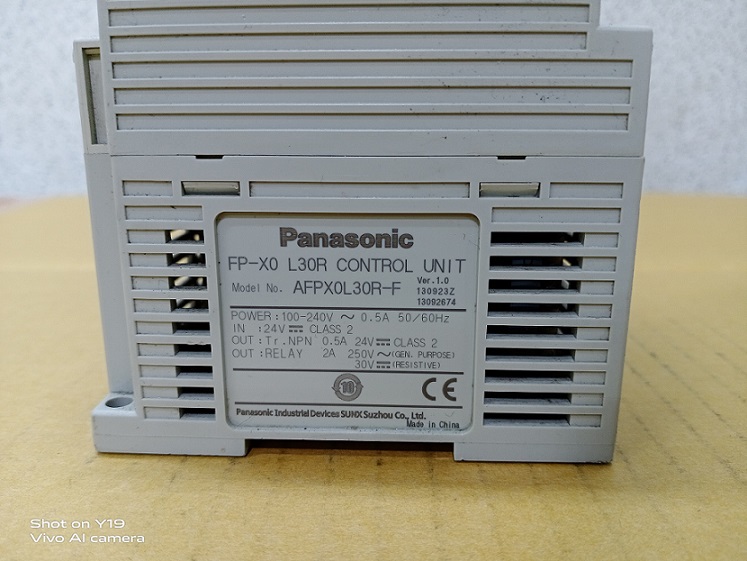 Panasonic
FP-X0 L30R CONTROL UNIT
Model No. AFPX0L30R-F
Ver.1.0
130923Z
13092674
POWER:100-240V ～ 0.5A 50/60Hz
IN :24V⎓ CLASS 2
OUT:Tr.NPN 0.5A 24V⎓ CLASS 2
OUT:RELAY 2A 250V～(GEN. PURPOSE)
30V⎓(RESISTIVE)
10
CE
Panasonic Industrial Devices SUNX Suzhou Co., Ltd.
Made in China
Shot on Y19
Vivo AI camera